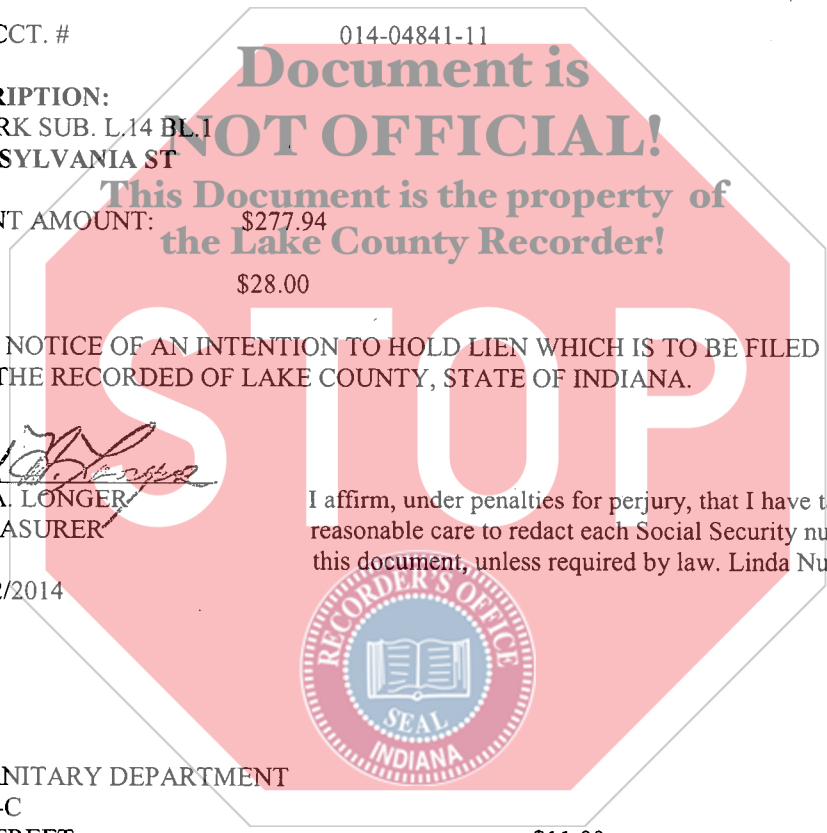 CCT. # 014-04841-11
Document is
RIPTION:
RK SUB. L.14 BL.1
NOT OFFICIAL!
SYLVANIA ST
This Document is the property of
NT AMOUNT: $277.94
the Lake County Recorder!
$28.00
STOP
NOTICE OF AN INTENTION TO HOLD LIEN WHICH IS TO BE FILED
THE RECORDED OF LAKE COUNTY, STATE OF INDIANA.
A. LONGER
ASURER
I affirm, under penalties for perjury, that I have t
reasonable care to redact each Social Security nu
this document, unless required by law. Linda Nu
2/2014
RECORDER'S OFFICE
SEAL
INDIANA
NITARY DEPARTMENT
-C